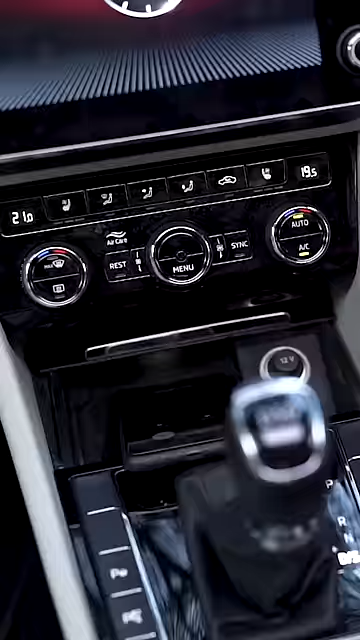 21.0
19.5
Air Care
AUTO
MAX
REST
MENU
SYNC
A/C
12 V
P
R
N
D/S